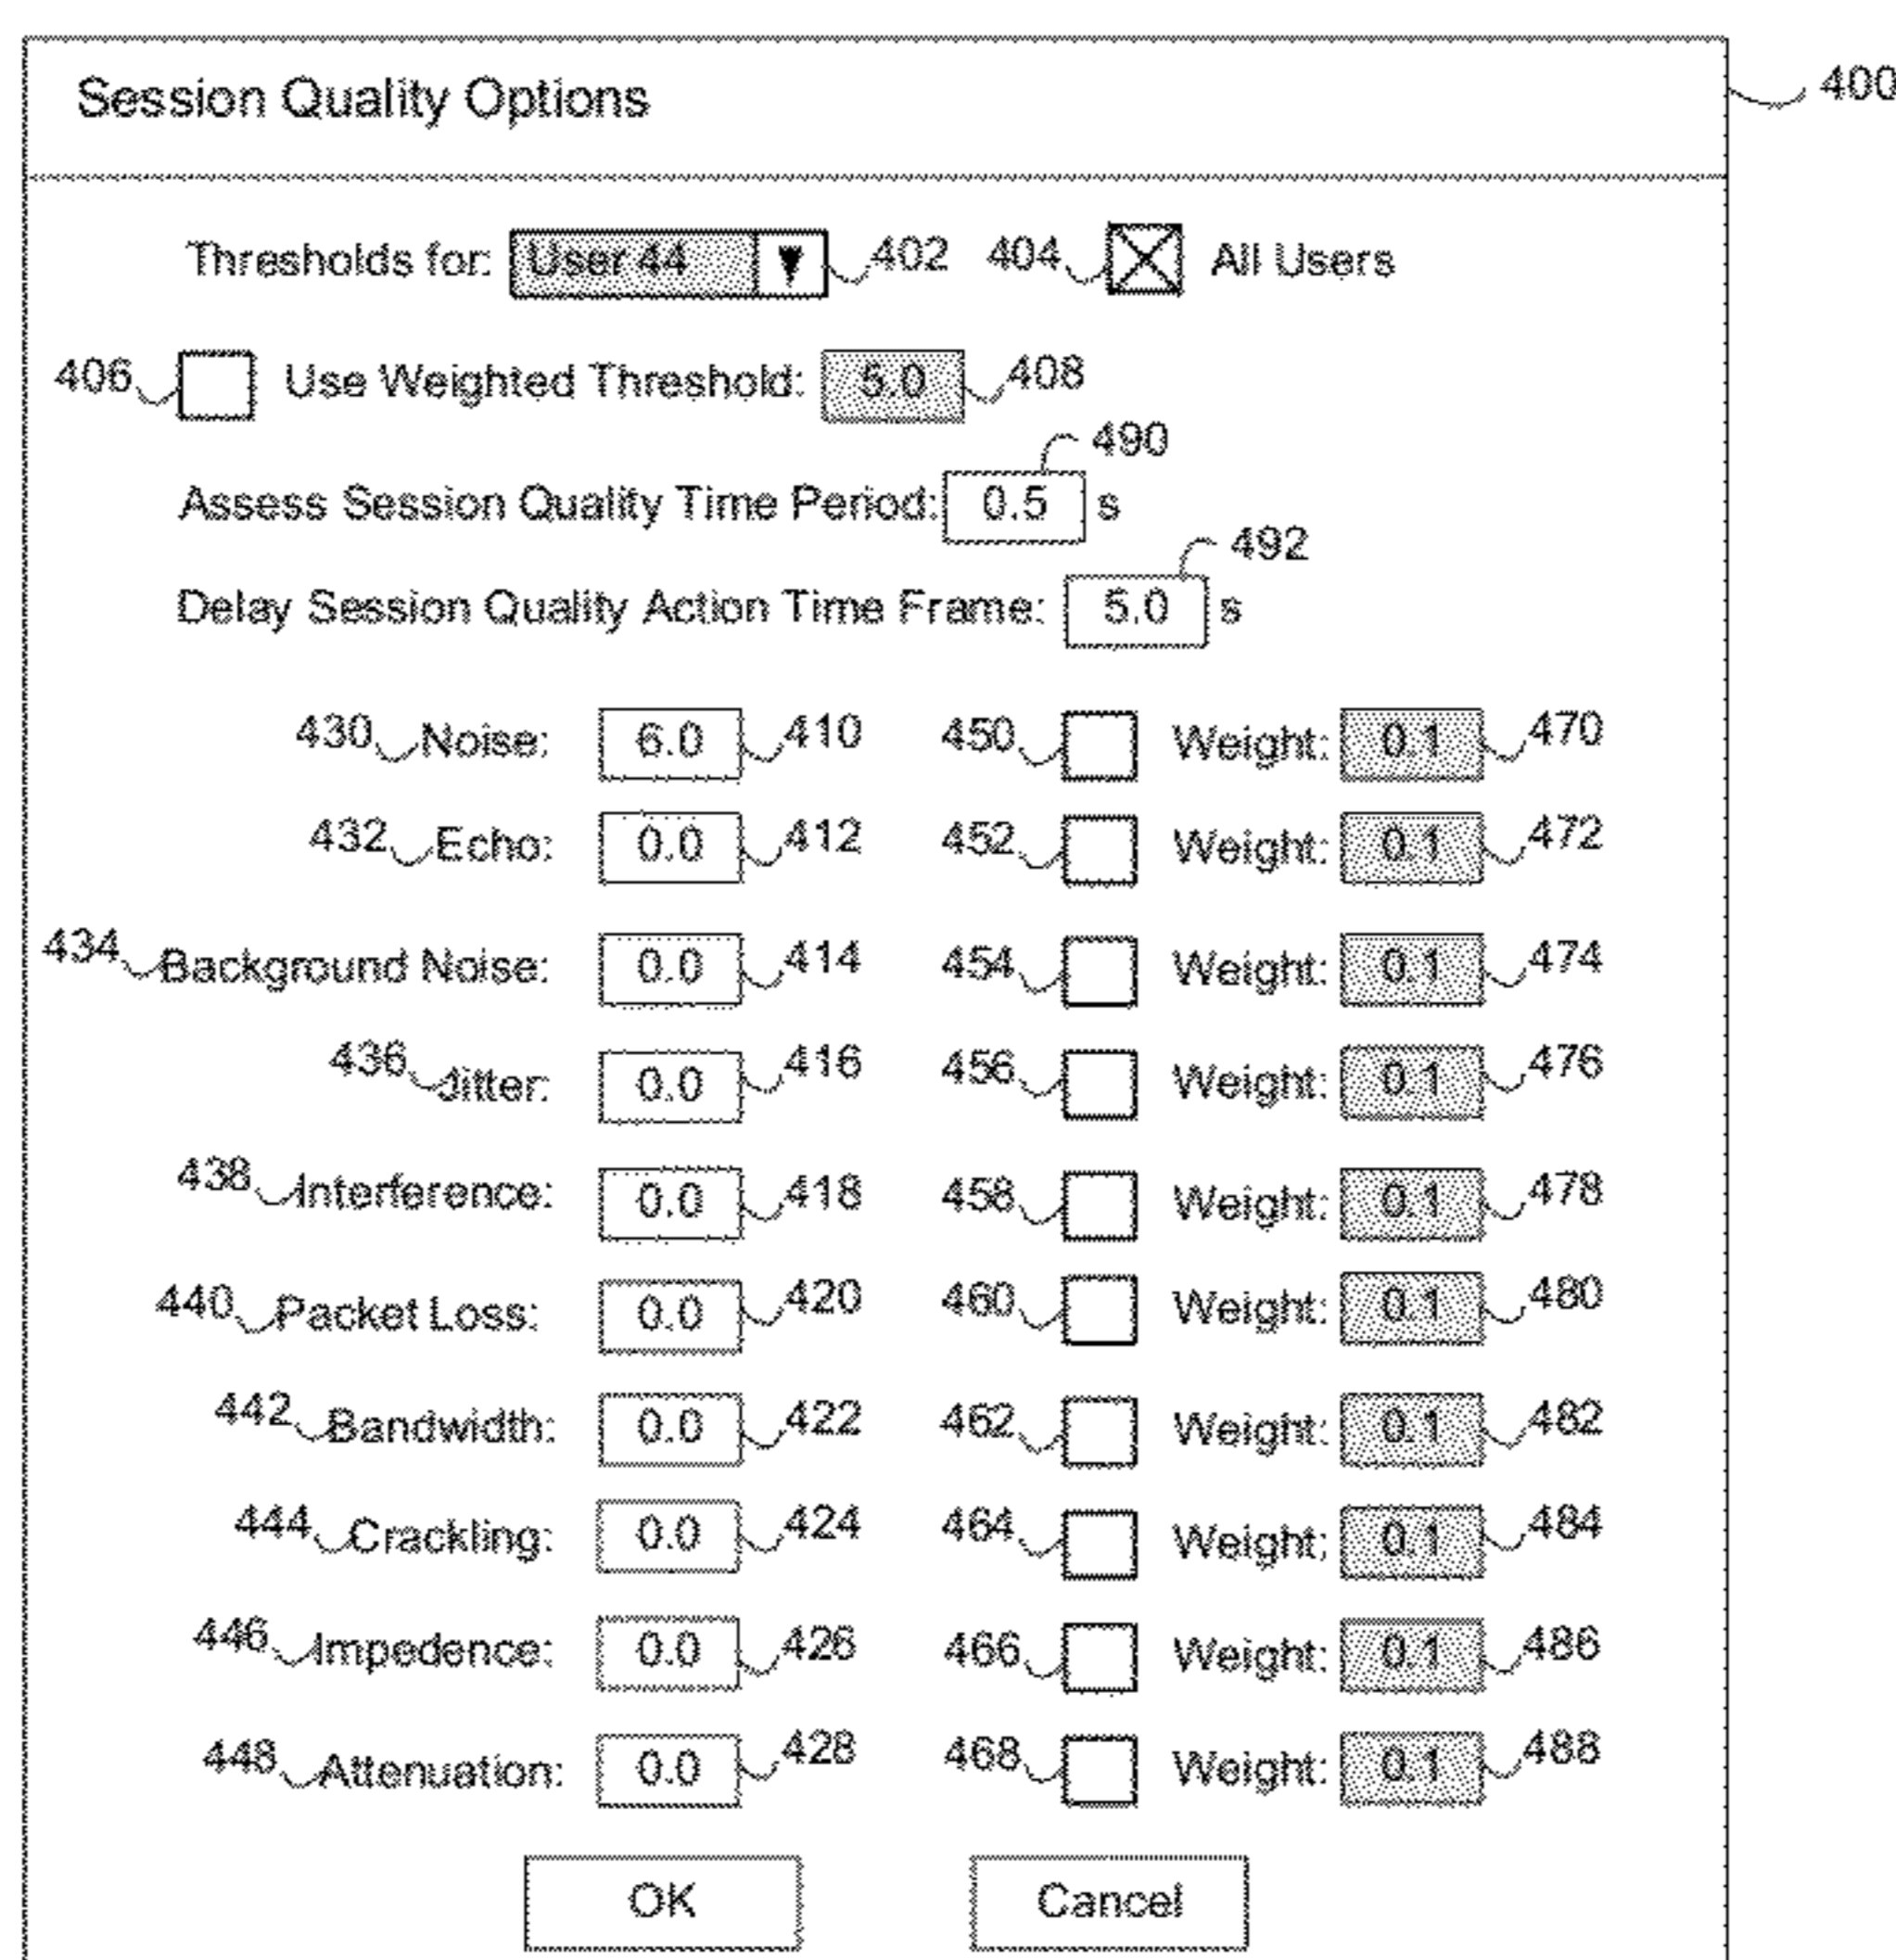 Session Quality Options
400
Thresholds for: User 44 402 404 All Users
406 Use Weighted Threshold: 5.0 408
490
Assess Session Quality Time Period: 0.5 s
492
Delay Session Quality Action Time Frame: 5.0 s
430 Noise: 6.0 410 450 Weight: 0.1 470
432 Echo: 0.0 412 452 Weight: 0.1 472
434 Background Noise: 0.0 414 454 Weight: 0.1 474
436 Jitter: 0.0 416 456 Weight: 0.1 476
438 Interference: 0.0 418 458 Weight: 0.1 478
440 Packet Loss: 0.0 420 460 Weight: 0.1 480
442 Bandwidth: 0.0 422 462 Weight: 0.1 482
444 Crackling: 0.0 424 464 Weight: 0.1 484
446 Impedence: 0.0 426 466 Weight: 0.1 486
448 Attenuation: 0.0 428 468 Weight: 0.1 488
OK Cancel